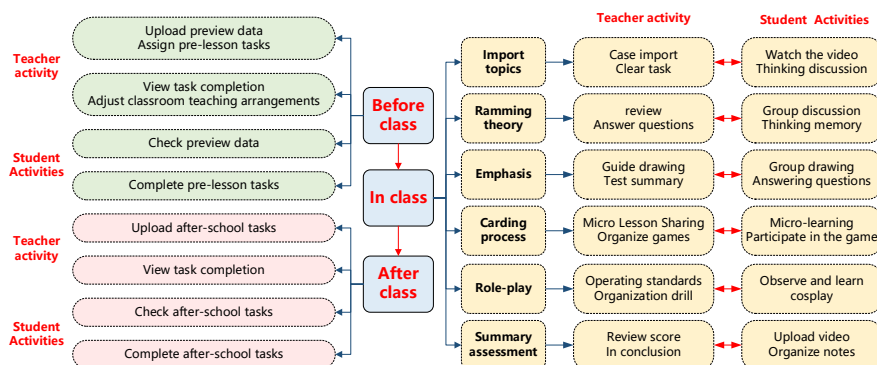 Teacher
activity
Upload preview data
Assign pre-lesson tasks
View task completion
Adjust classroom teaching arrangements
Student
Activities
Check preview data
Complete pre-lesson tasks
Teacher
activity
Upload after-school tasks
View task completion
Student
Activities
Check after-school tasks
Complete after-school tasks
Before
class
In class
After
class
Teacher activity
Student Activities
Import
topics
Case import
Clear task
Watch the video
Thinking discussion
Ramming
theory
review
Answer questions
Group discussion
Thinking memory
Emphasis
Guide drawing
Test summary
Group drawing
Answering questions
Carding
process
Micro Lesson Sharing
Organize games
Micro-learning
Participate in the game
Role-play
Operating standards
Organization drill
Observe and learn
cosplay
Summary
assessment
Review score
In conclusion
Upload video
Organize notes